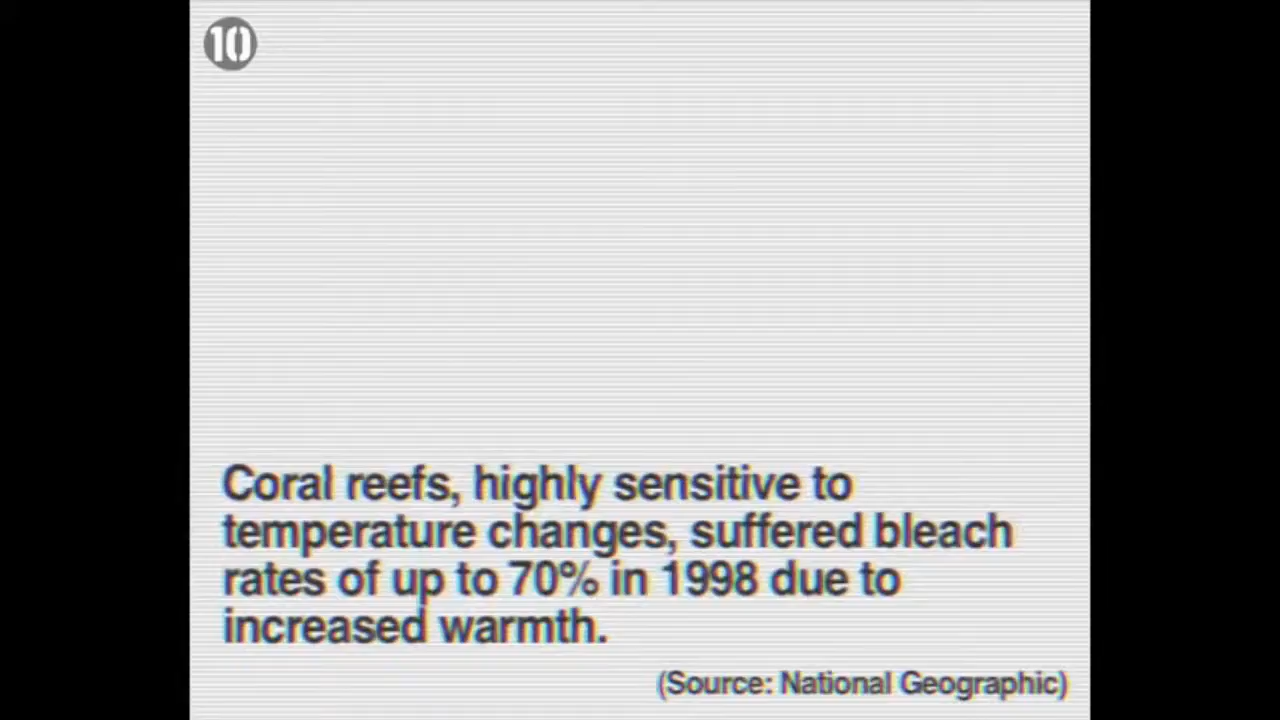 10
Coral reefs, highly sensitive to
temperature changes, suffered bleach
rates of up to 70% in 1998 due to
increased warmth.
(Source: National Geographic)